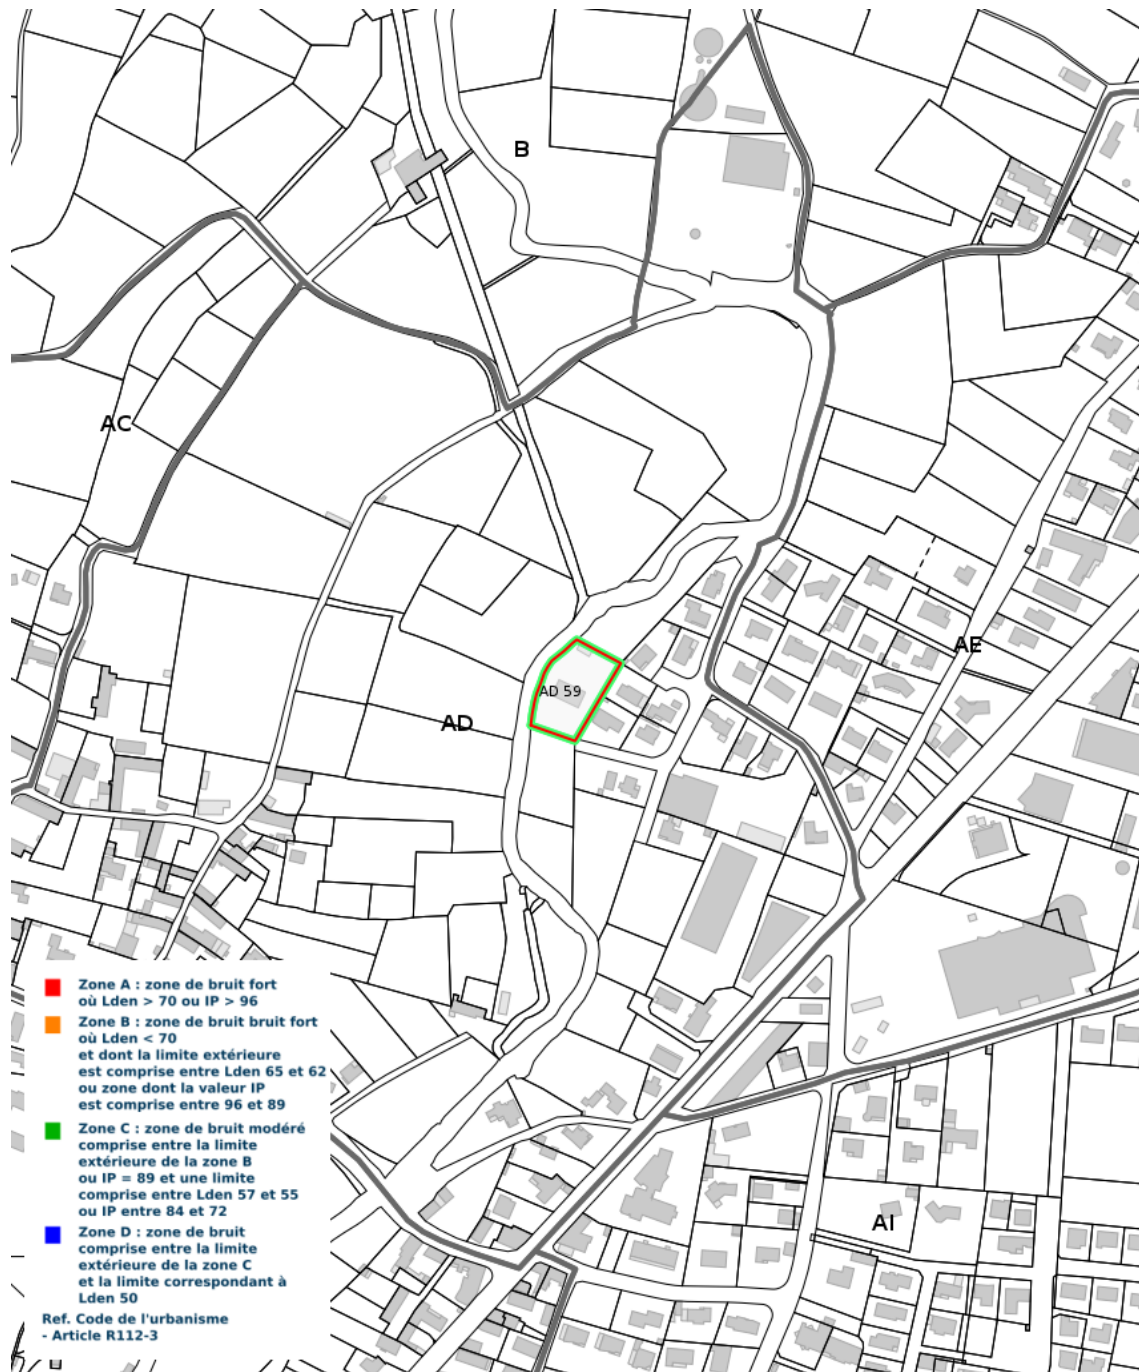 B
AC
AE
AD 59
AD
AI
Zone A : zone de bruit fort
où Lden > 70 ou IP > 96
Zone B : zone de bruit bruit fort
où Lden < 70
et dont la limite extérieure
est comprise entre Lden 65 et 62
ou zone dont la valeur IP
est comprise entre 96 et 89
Zone C : zone de bruit modéré
comprise entre la limite
extérieure de la zone B
ou IP = 89 et une limite
comprise entre Lden 57 et 55
ou IP entre 84 et 72
Zone D : zone de bruit
comprise entre la limite
extérieure de la zone C
et la limite correspondant à
Lden 50
Ref. Code de l'urbanisme
- Article R112-3